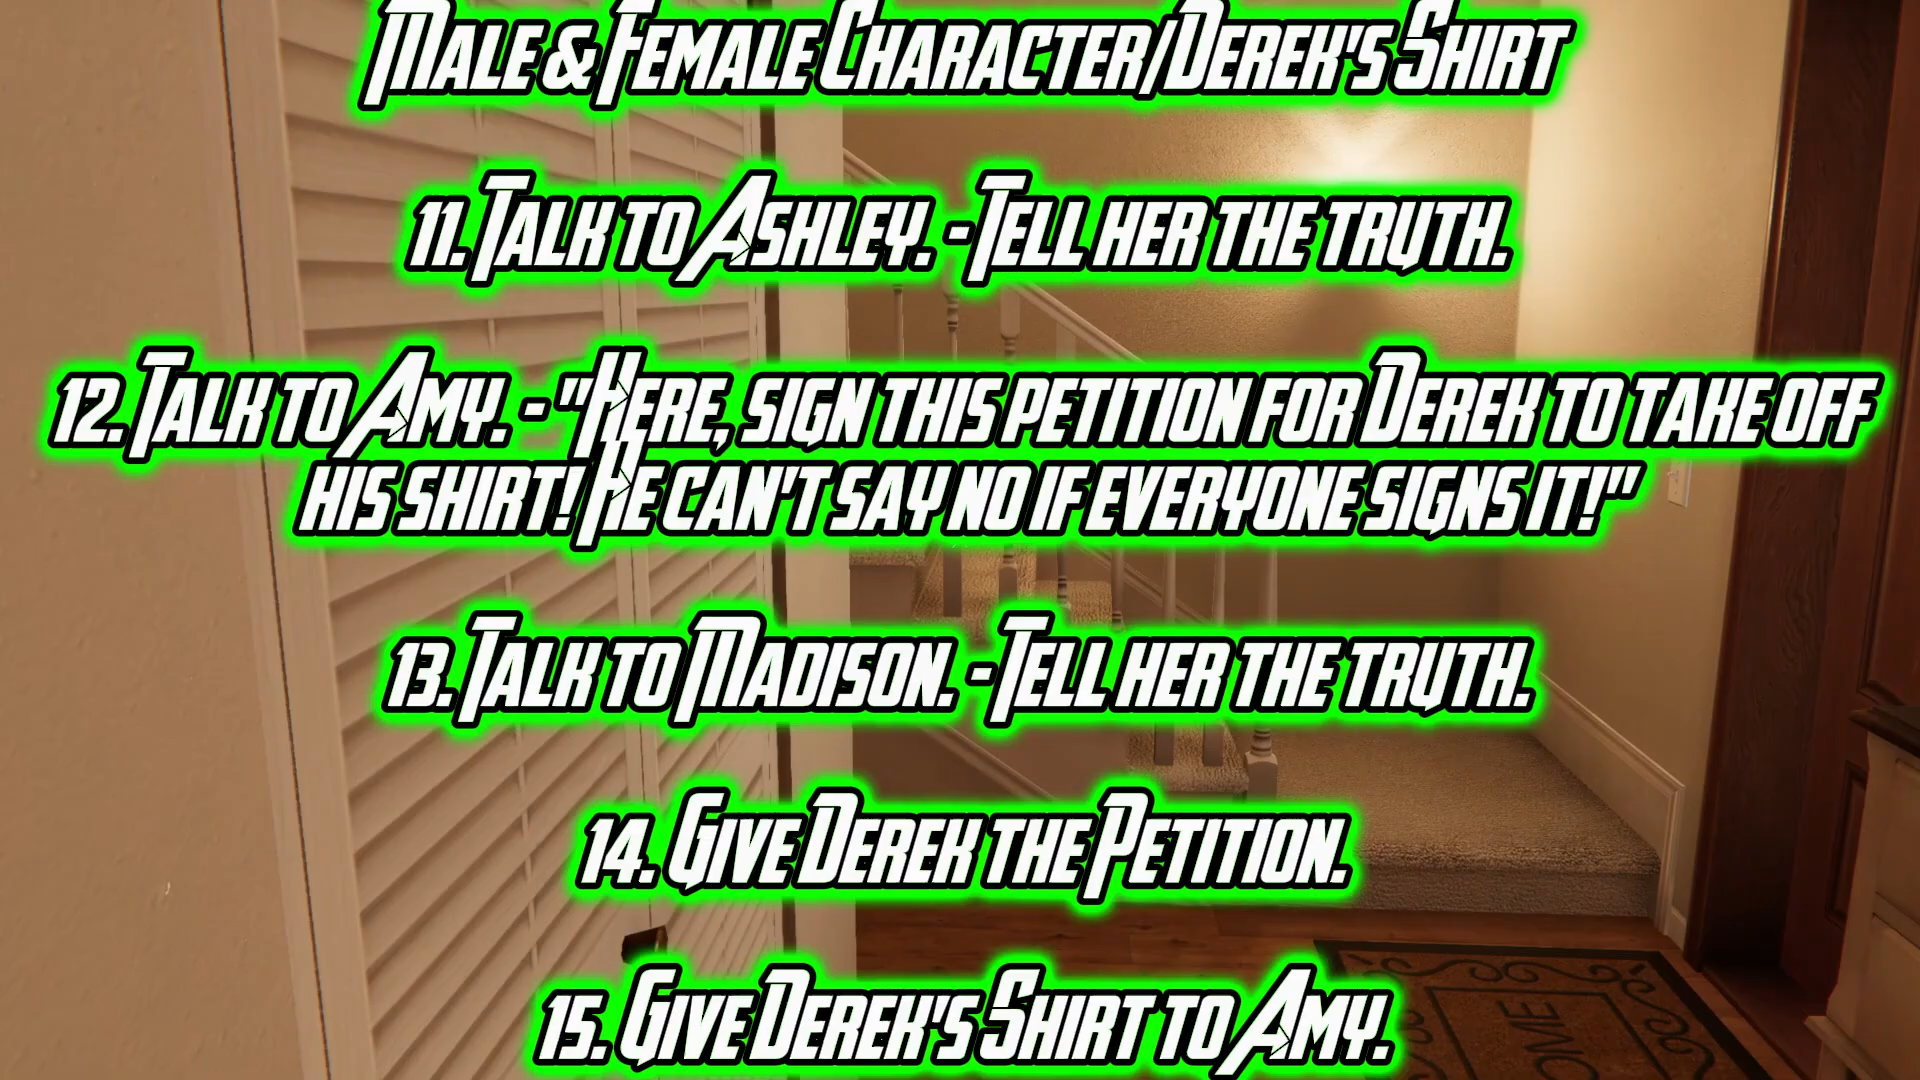 Male & Female Character/Derek's Shirt
11. Talk to Ashley. - Tell her the truth.
12. Talk to Amy. - "Here, sign this petition for Derek to take off
his shirt! He can't say no if everyone signs it!"
13. Talk to Madison. - Tell her the truth.
14. Give Derek the Petition.
15. Give Derek's Shirt to Amy.
OME